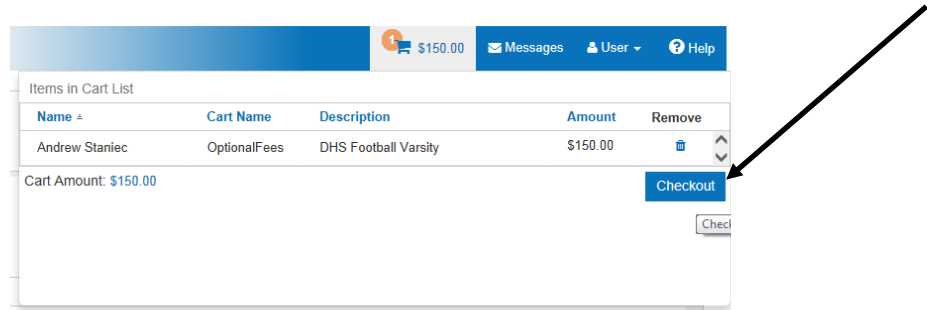 1 $150.00 Messages User Help
Items in Cart List
Name Cart Name Description Amount Remove
Andrew Staniec OptionalFees DHS Football Varsity $150.00
Cart Amount: $150.00
Checkout